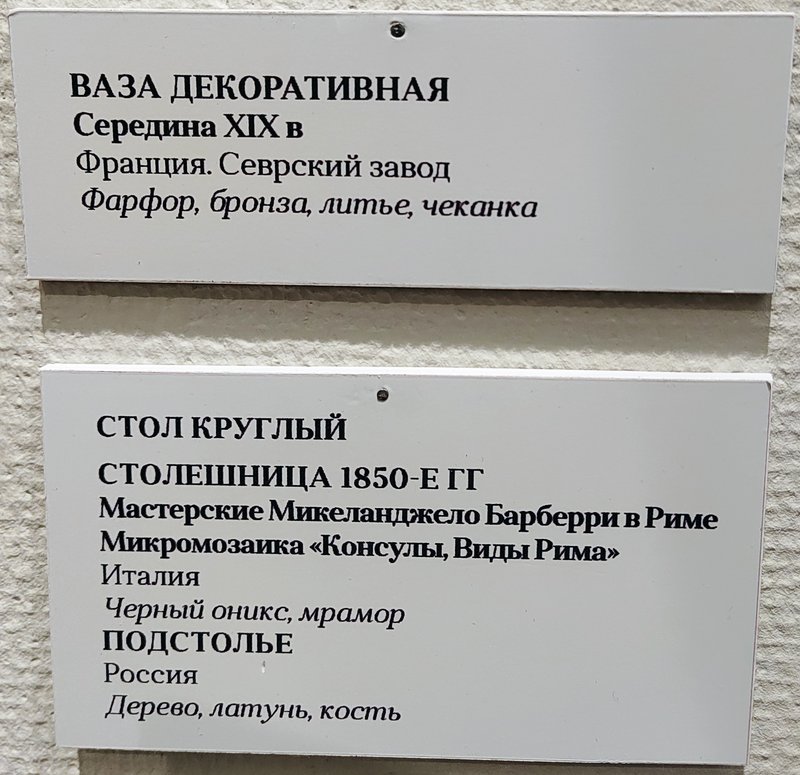 ВАЗА ДЕКОРАТИВНАЯ
Середина XIX в
Франция. Севрский завод
Фарфор, бронза, литье, чеканка
СТОЛ КРУГЛЫЙ
СТОЛЕШНИЦА 1850-Е ГГ
Мастерские Микеланджело Барберри в Риме
Микромозаика «Консулы, Виды Рима»
Италия
Черный оникс, мрамор
ПОДСТОЛЬЕ
Россия
Дерево, латунь, кость